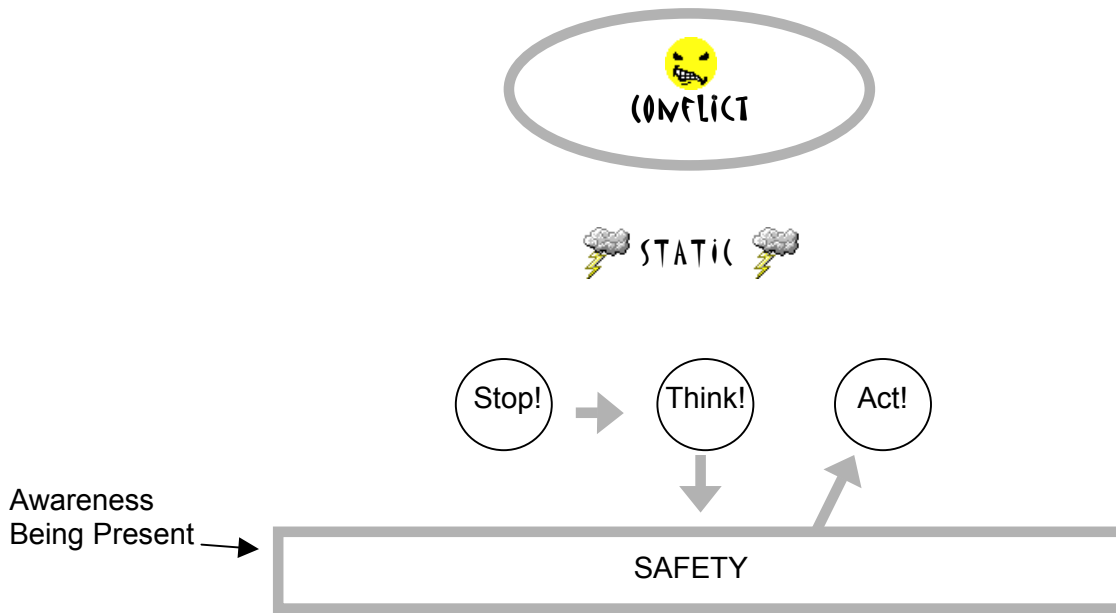 CONFLiCT
STATiC
Stop!
Think!
Act!
Awareness
Being Present
SAFETY